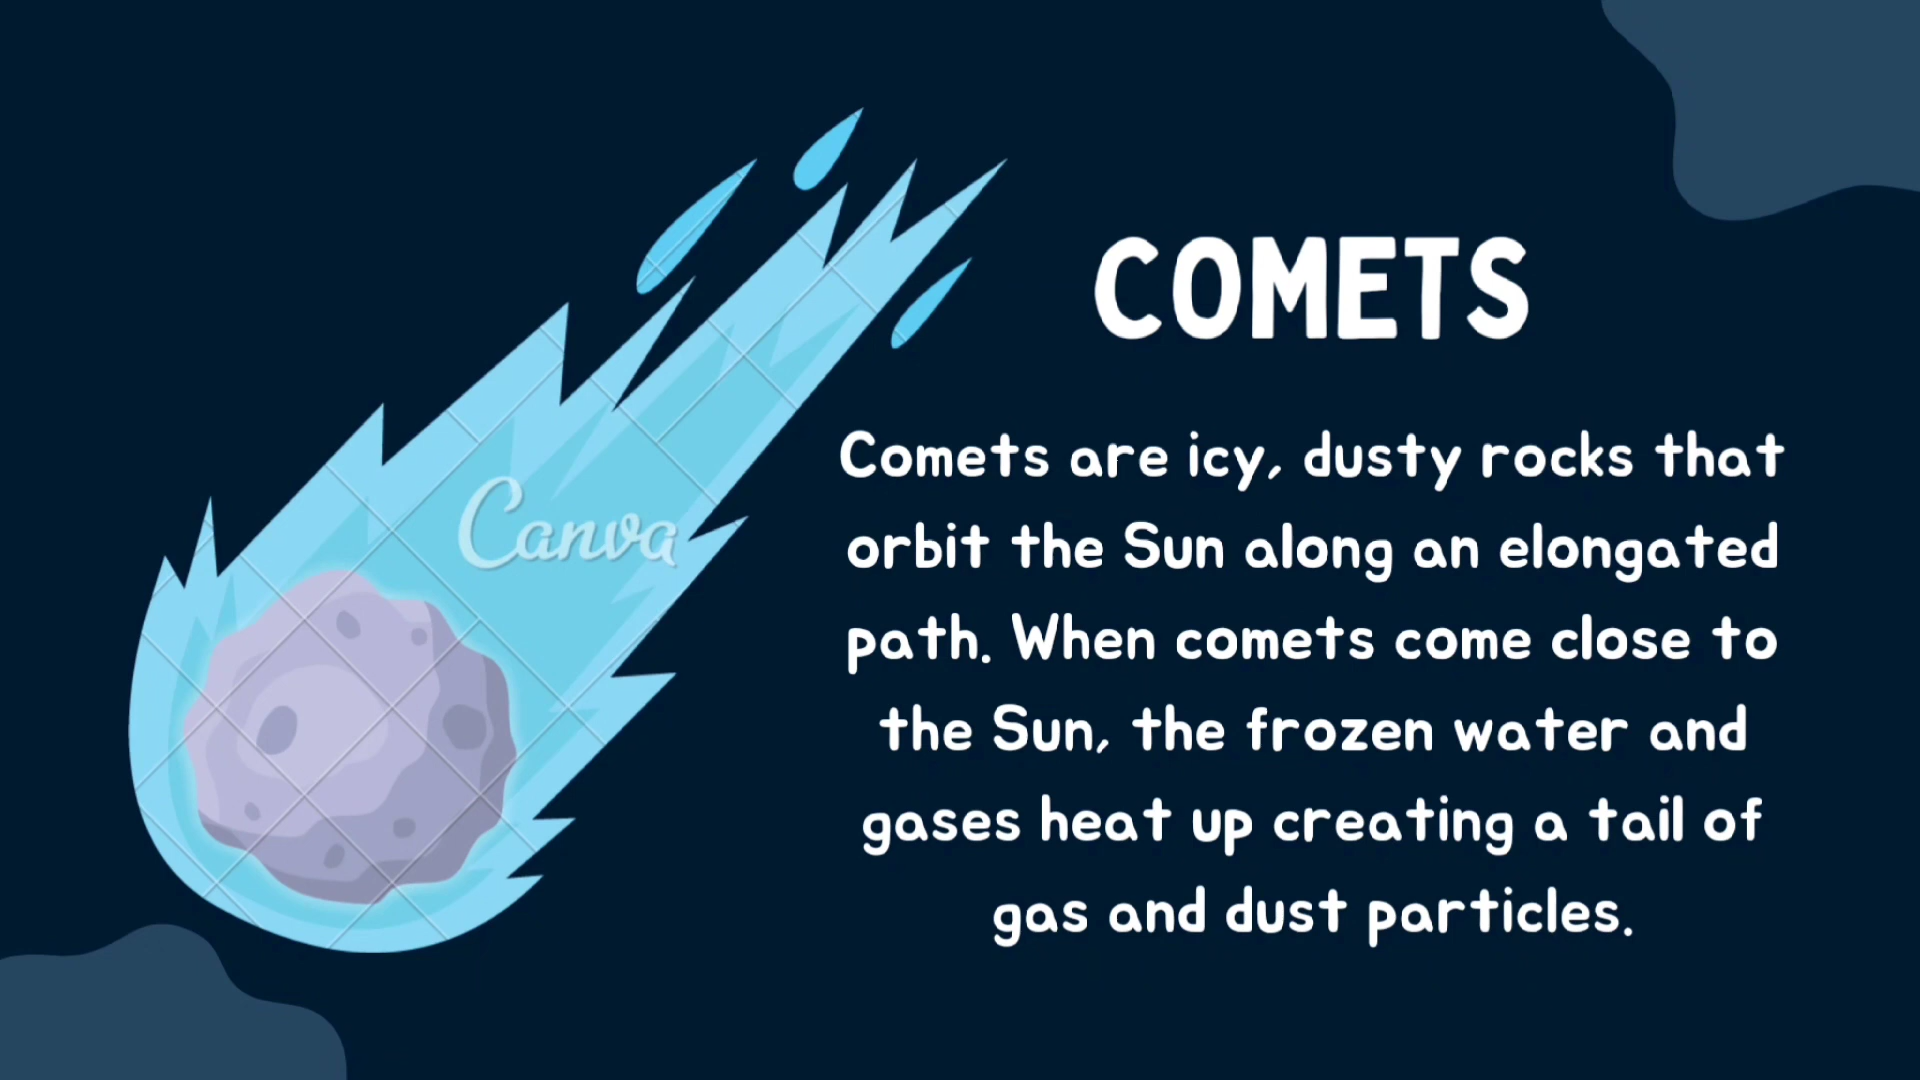 COMETS
Canva
Comets are icy, dusty rocks that
orbit the Sun along an elongated
path. When comets come close to
the Sun, the frozen water and
gases heat up creating a tail of
gas and dust particles.